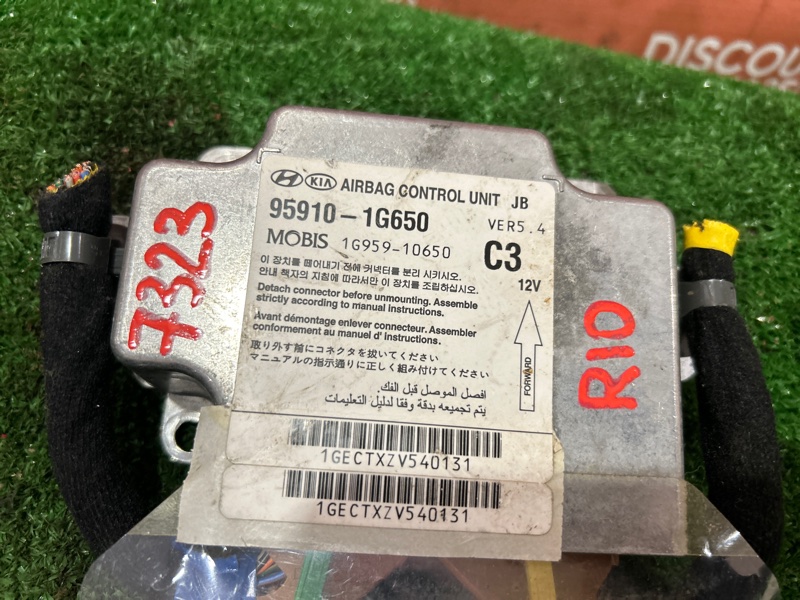 DISCOU
HYUNDAI KIA AIRBAG CONTROL UNIT JB
95910-1G650 VER5.4
MOBIS 1G959-10650 C3
이 장치를 떼어내기 전에 커넥터를 분리 시키시오.
안내 책자의 지침에 따라서만 이 장치를 조립하십시오.
12V
Detach connector before unmounting. Assemble
strictly according to manual instructions.
Avant démontage enlever connecteur. Assembler
conformement au manuel d' instructions.
取り外す前にコネクタを抜いてください
マニュアルの指示通りに正しく組み付けてください
افصل الموصل قبل الفك.
يتم تجميعه بدقة وفقا لدليل التعليمات
FORWARD
1GECTXZV540131
1GECTXZV540131
7323
RIO